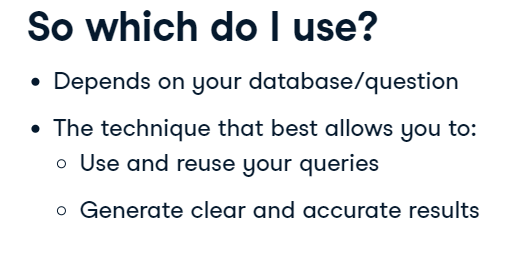 So which do I use?
• Depends on your database/question
• The technique that best allows you to:
○ Use and reuse your queries
○ Generate clear and accurate results